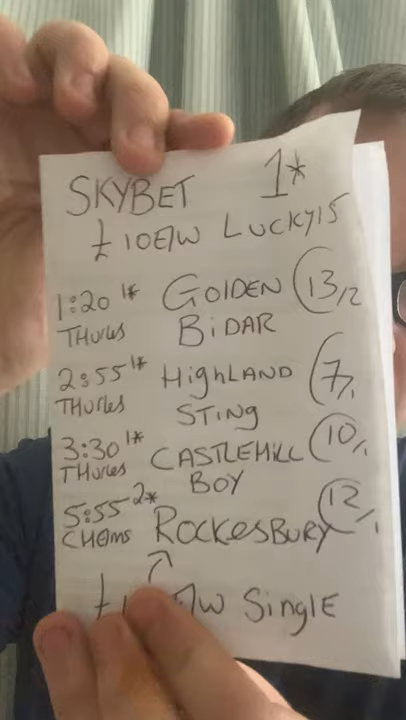 SKYBET 1*
£10E/W LUCKY15
1:20 1* GOLDEN 13/2
THURLES BiDAR
2:55 1* HIGHLAND 7/1
THURLES STiNG
3:30 1* CASTLEHILL 10/1
THURLES BOY
5:55 2* ROCKESBURY 12/1
CHELMS
/W SiNGLE